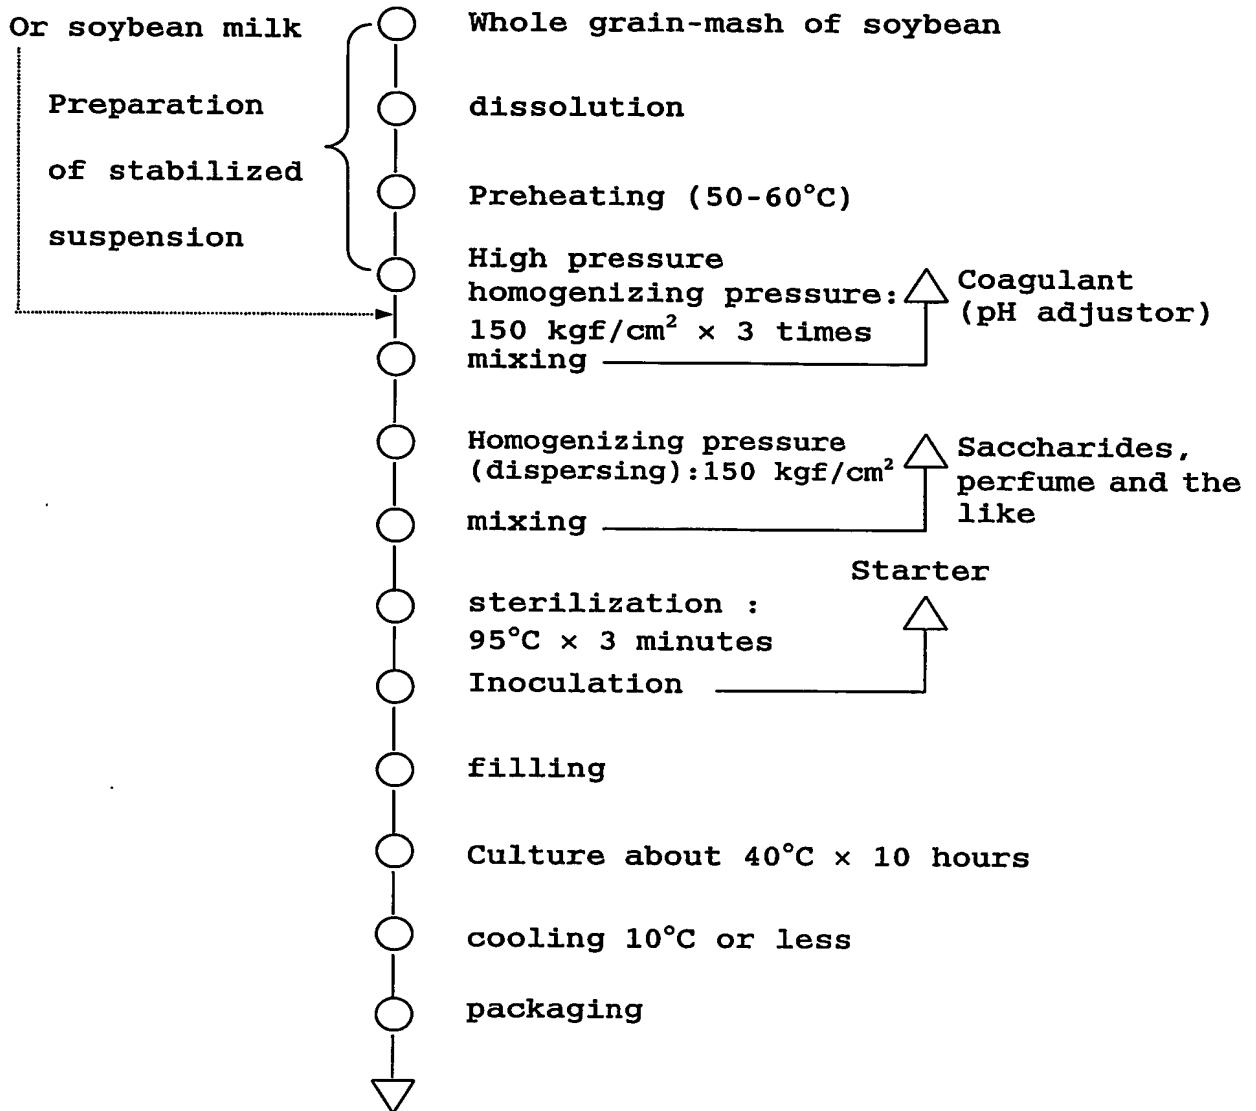 Or soybean milk
Whole grain-mash of soybean
Preparation
of stabilized
suspension
dissolution
Preheating (50-60°C)
High pressure
homogenizing pressure:
150 kgf/cm² × 3 times
Coagulant
(pH adjustor)
mixing
Homogenizing pressure
(dispersing):150 kgf/cm²
Saccharides,
perfume and the
like
mixing
Starter
sterilization :
95°C × 3 minutes
Inoculation
filling
Culture about 40°C × 10 hours
cooling 10°C or less
packaging